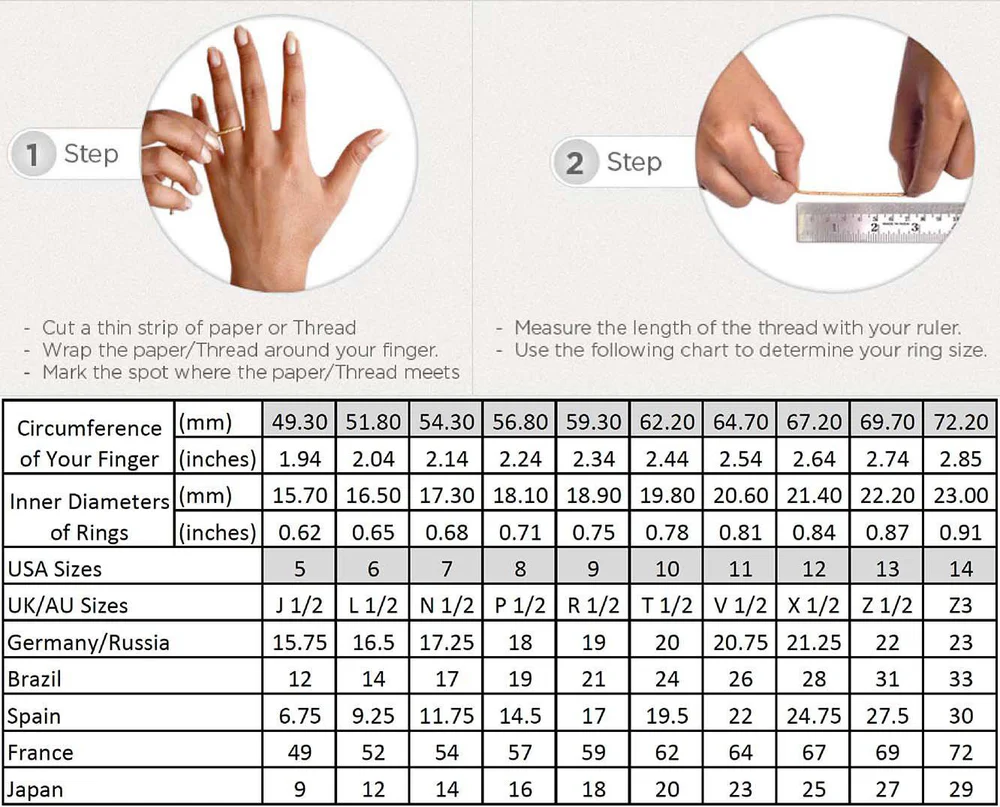 1 Step
2 Step
- Cut a thin strip of paper or Thread
- Wrap the paper/Thread around your finger.
- Mark the spot where the paper/Thread meets
- Measure the length of the thread with your ruler.
- Use the following chart to determine your ring size.
1 2 3
Circumference of Your Finger (mm) 49.30 51.80 54.30 56.80 59.30 62.20 64.70 67.20 69.70 72.20
(inches) 1.94 2.04 2.14 2.24 2.34 2.44 2.54 2.64 2.74 2.85
Inner Diameters of Rings (mm) 15.70 16.50 17.30 18.10 18.90 19.80 20.60 21.40 22.20 23.00
(inches) 0.62 0.65 0.68 0.71 0.75 0.78 0.81 0.84 0.87 0.91
USA Sizes 5 6 7 8 9 10 11 12 13 14
UK/AU Sizes J 1/2 L 1/2 N 1/2 P 1/2 R 1/2 T 1/2 V 1/2 X 1/2 Z 1/2 Z3
Germany/Russia 15.75 16.5 17.25 18 19 20 20.75 21.25 22 23
Brazil 12 14 17 19 21 24 26 28 31 33
Spain 6.75 9.25 11.75 14.5 17 19.5 22 24.75 27.5 30
France 49 52 54 57 59 62 64 67 69 72
Japan 9 12 14 16 18 20 23 25 27 29